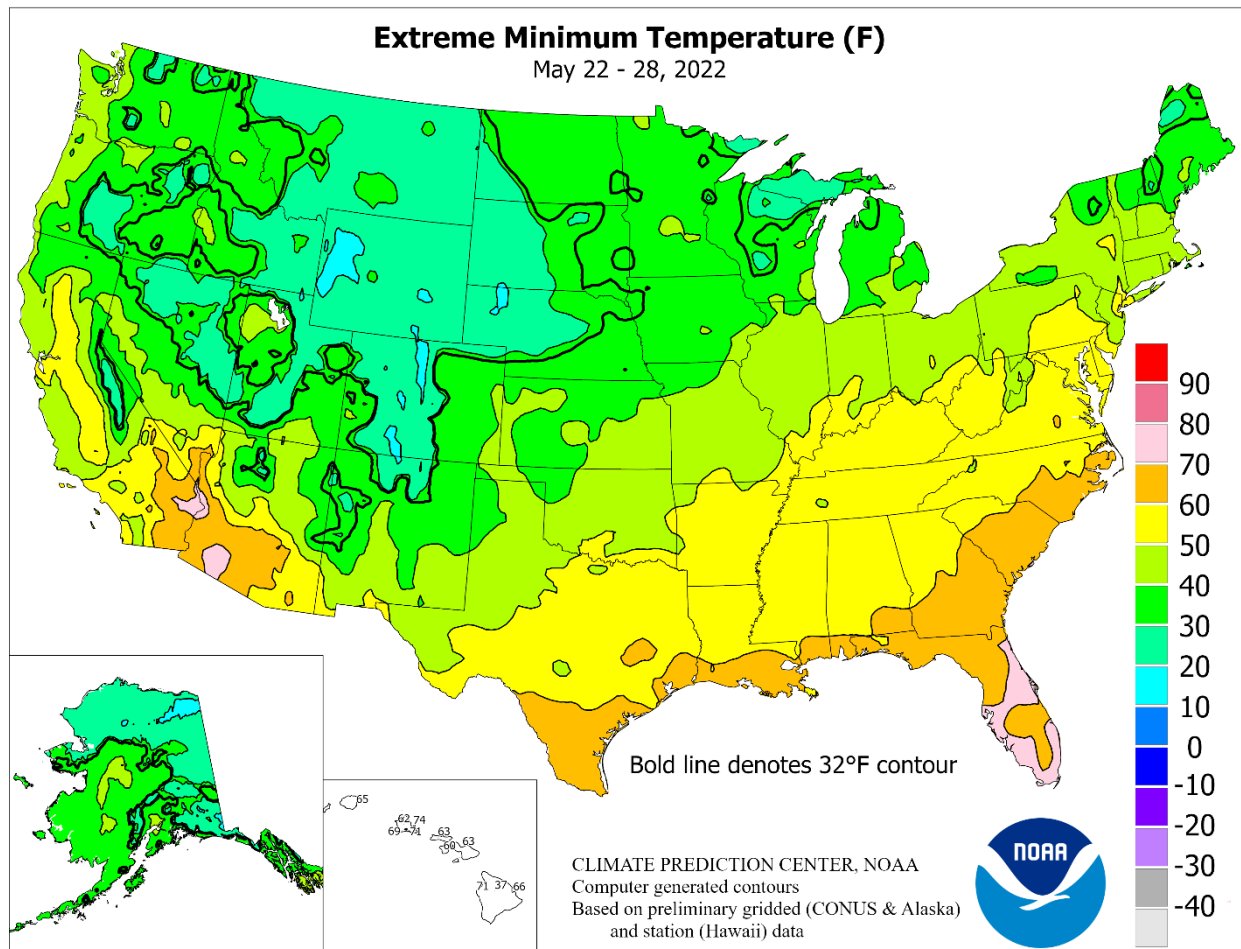 Extreme Minimum Temperature (F)
May 22 - 28, 2022
90
80
70
60
50
40
30
20
10
0
-10
-20
-30
-40
Bold line denotes 32°F contour
65
62 74
69 71
63
60 63
71 37 66
CLIMATE PREDICTION CENTER, NOAA
Computer generated contours
Based on preliminary gridded (CONUS & Alaska)
and station (Hawaii) data
NOAA